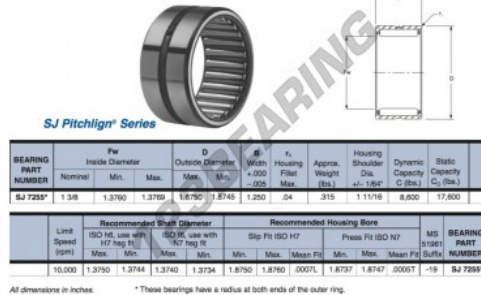 r,
Fw
D
SJ Pitchlign® Series
BEARING PART NUMBER Fw Inside Diameter D Outside Diameter B Width +.000 -.005 r, Housing Fillet Max. Approx. Weight (lbs.) Housing Shoulder Dia. +/- 1/64" Dynamic Capacity C (lbs.) Static Capacity C0 (lbs.)
Nominal Min. Max. Max. Min.
SJ 7255* 1 3/8 1.3760 1.3769 1.8750 1.8745 1.250 .04 .315 1 11/16 8,600 17,600
Limit Speed (rpm) Recommended Shaft Diameter Recommended Housing Bore MS 51961 Suffix BEARING PART NUMBER
ISO h6, use with H7 hsg fit ISO f6, use with N7 hsg fit Slip Fit ISO H7 Press Fit ISO N7
Max. Min. Max. Min. Min. Max. Mean Fit Min. Max. Mean Fit
10,000 1.3750 1.3744 1.3740 1.3734 1.8750 1.8760 .0007L 1.8737 1.8747 .0005T -19 SJ 7255*
All dimensions in inches.
* These bearings have a radius at both ends of the outer ring.
123BEARING